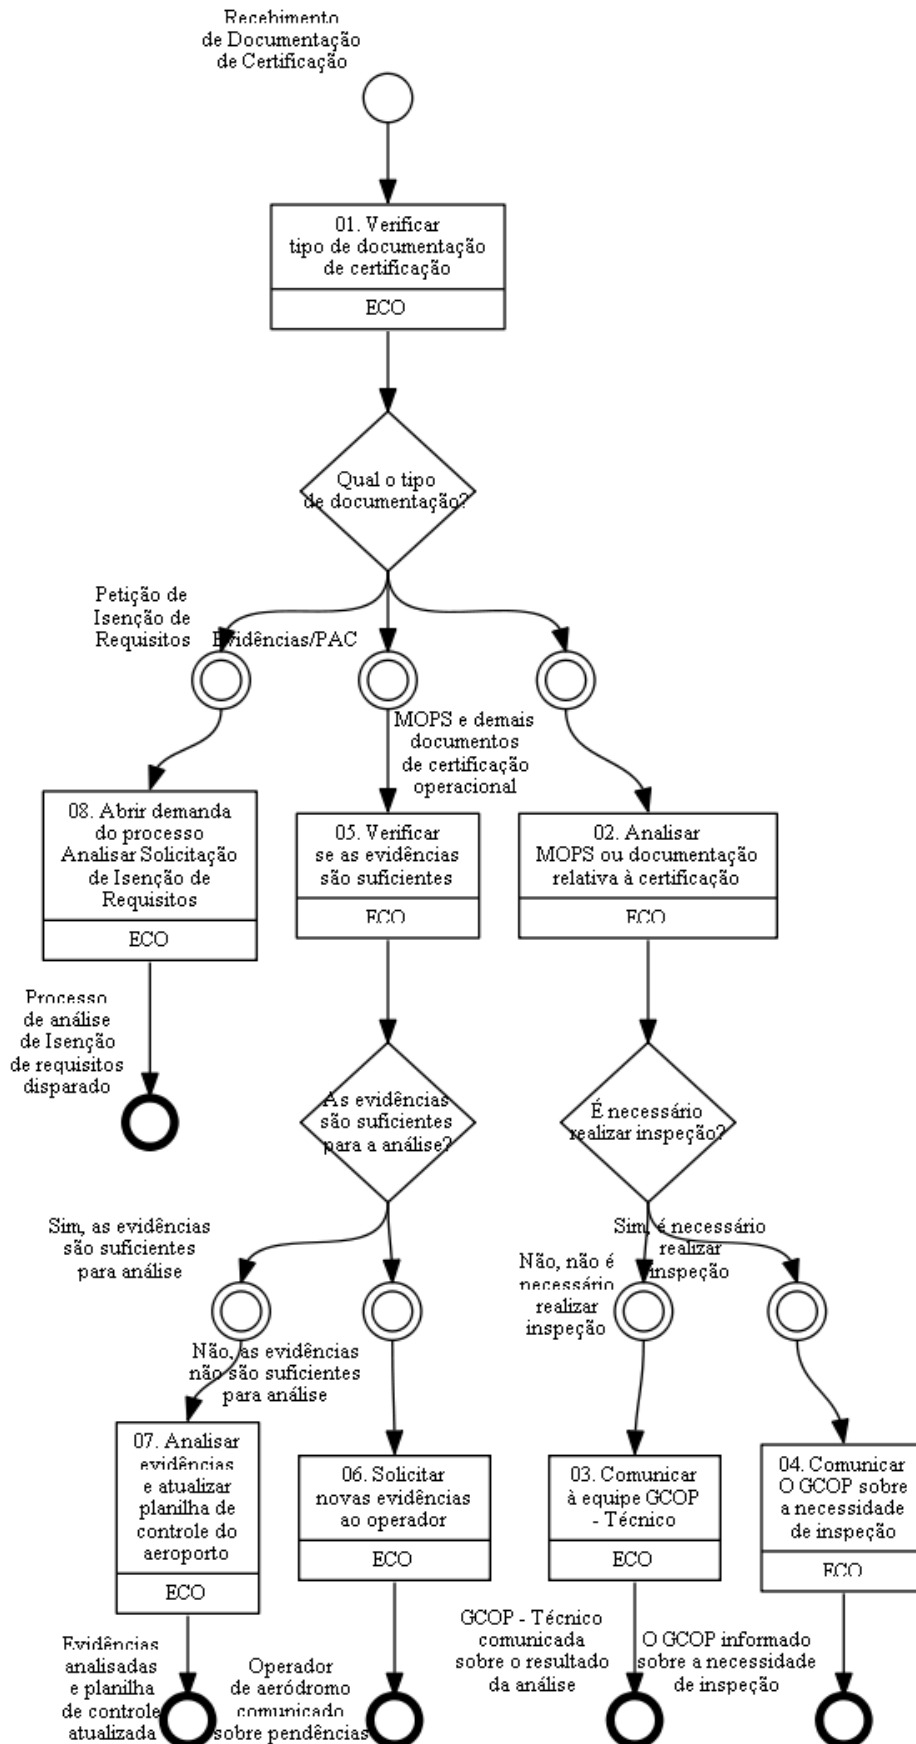 Recebimento
de Documentação
de Certificação
01. Verificar
tipo de documentação
de certificação
ECO
Qual o tipo
de documentação?
Petição de
Isenção de
Requisitos
Evidências/PAC
MOPS e demais
documentos
de certificação
operacional
08. Abrir demanda
do processo
Analisar Solicitação
de Isenção de
Requisitos
ECO
05. Verificar
se as evidências
são suficientes
ECO
02. Analisar
MOPS ou documentação
relativa à certificação
ECO
Processo
de análise
de Isenção
de requisitos
disparado
As evidências
são suficientes
para a análise?
É necessário
realizar inspeção?
Sim, as evidências
são suficientes
para análise
Não, as evidências
não são suficientes
para análise
Não, não é
necessário
realizar
inspeção
Sim, é necessário
realizar
inspeção
07. Analisar
evidências
e atualizar
planilha de
controle do
aeroporto
ECO
06. Solicitar
novas evidências
ao operador
ECO
03. Comunicar
à equipe GCOP
- Técnico
ECO
04. Comunicar
O GCOP sobre
a necessidade
de inspeção
ECO
Evidências
analisadas
e planilha
de controle
atualizada
Operador
de aeródromo
comunicado
sobre pendências
GCOP - Técnico
comunicada
sobre o resultado
da análise
O GCOP informado
sobre a necessidade
de inspeção